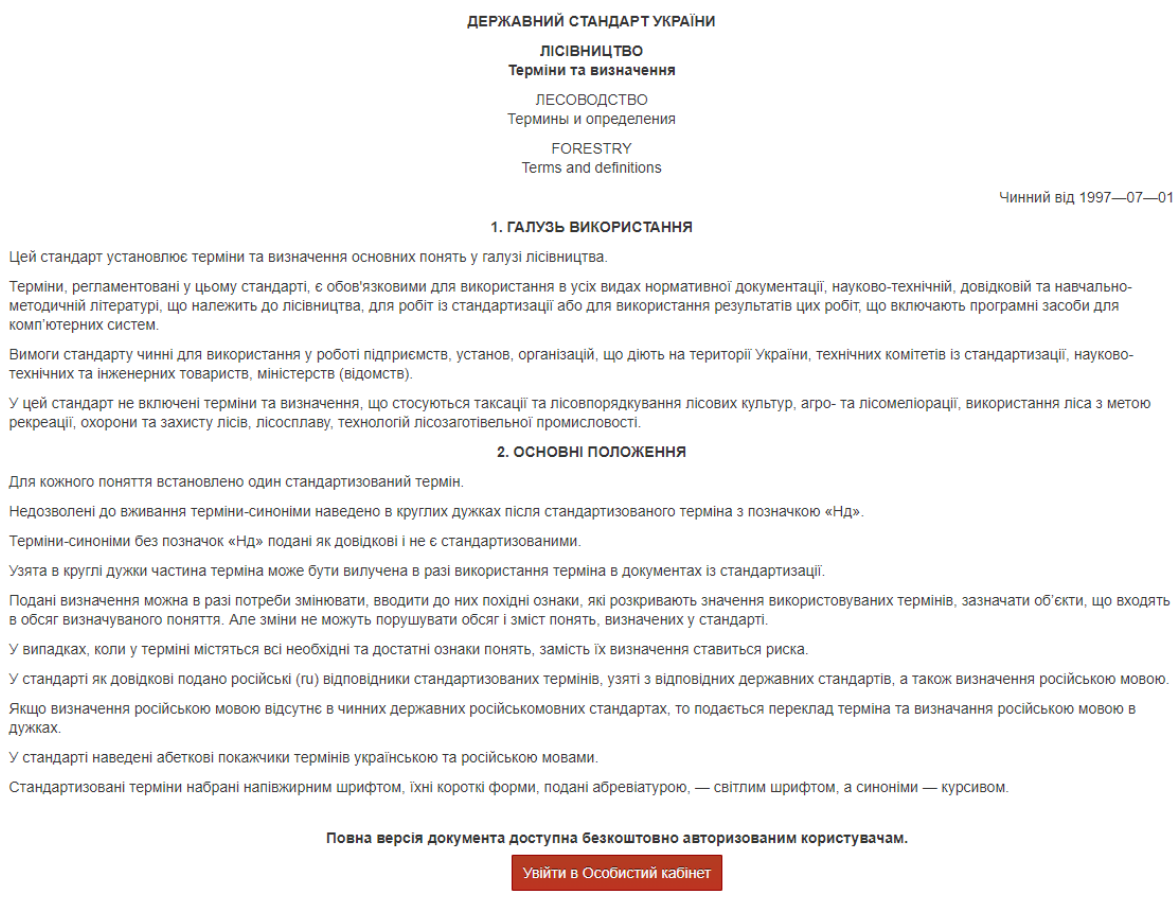 ДЕРЖАВНИЙ СТАНДАРТ УКРАЇНИ
ЛІСІВНИЦТВО
Терміни та визначення
ЛЕСОВОДСТВО
Термины и определения
FORESTRY
Terms and definitions
Чинний від 1997—07—01
1. ГАЛУЗЬ ВИКОРИСТАННЯ
Цей стандарт установлює терміни та визначення основних понять у галузі лісівництва.
Терміни, регламентовані у цьому стандарті, є обов'язковими для використання в усіх видах нормативної документації, науково-технічній, довідковій та навчально-
методичній літературі, що належить до лісівництва, для робіт із стандартизації або для використання результатів цих робіт, що включають програмні засоби для
комп’ютерних систем.
Вимоги стандарту чинні для використання у роботі підприємств, установ, організацій, що діють на території України, технічних комітетів із стандартизації, науково-
технічних та інженерних товариств, міністерств (відомств).
У цей стандарт не включені терміни та визначення, що стосуються таксації та лісовпорядкування лісових культур, агро- та лісомеліорації, використання ліса з метою
рекреації, охорони та захисту лісів, лісосплаву, технологій лісозаготівельної промисловості.
2. ОСНОВНІ ПОЛОЖЕННЯ
Для кожного поняття встановлено один стандартизований термін.
Недозволені до вживання терміни-синоніми наведено в круглих дужках після стандартизованого терміна з позначкою «Нд».
Терміни-синоніми без позначок «Нд» подані як довідкові і не є стандартизованими.
Узята в круглі дужки частина терміна може бути вилучена в разі використання терміна в документах із стандартизації.
Подані визначення можна в разі потреби змінювати, вводити до них похідні ознаки, які розкривають значення використовуваних термінів, зазначати об’єкти, що входять
в обсяг визначуваного поняття. Але зміни не можуть порушувати обсяг і зміст понять, визначених у стандарті.
У випадках, коли у терміні містяться всі необхідні та достатні ознаки понять, замість їх визначення ставиться риска.
У стандарті як довідкові подано російські (ru) відповідники стандартизованих термінів, узяті з відповідних державних стандартів, а також визначення російською мовою.
Якщо визначення російською мовою відсутнє в чинних державних російськомовних стандартах, то подається переклад терміна та визначання російською мовою в
дужках.
У стандарті наведені абеткові покажчики термінів українською та російською мовами.
Стандартизовані терміни набрані напівжирним шрифтом, їхні короткі форми, подані абревіатурою, — світлим шрифтом, а синоніми — курсивом.
Повна версія документа доступна безкоштовно авторизованим користувачам.
Увійти в Особистий кабінет